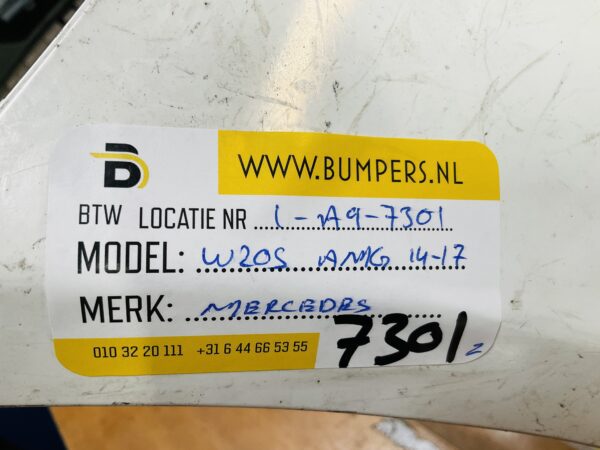 B WWW.BUMPERS.NL
BTW LOCATIE NR L-A9-7301
MODEL: W205 AMG 14-17
MERK: MERCEDES
7301 2
010 32 20 111 +31 6 44 66 53 55